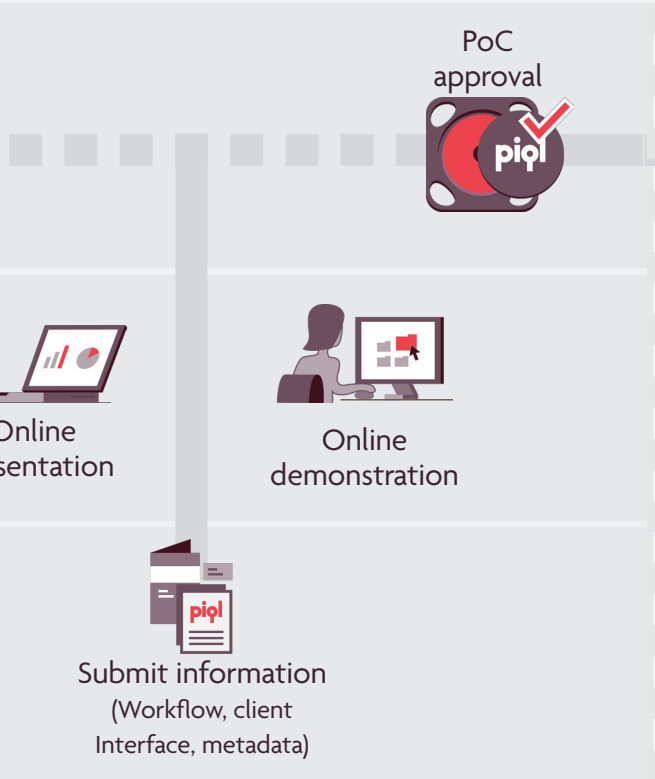 PoC
approval
piql
Online
sentation
Online
demonstration
piql
Submit information
(Workflow, client
Interface, metadata)